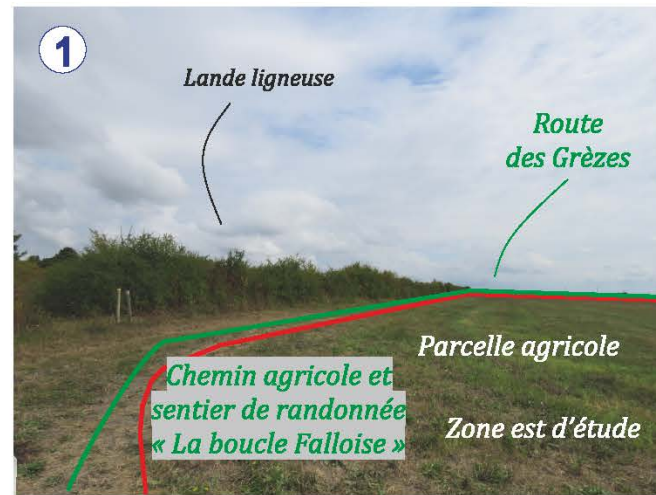 1
Lande ligneuse
Route
des Grèzes
Parcelle agricole
Chemin agricole et
sentier de randonnée
« La boucle Falloise »
Zone est d'étude